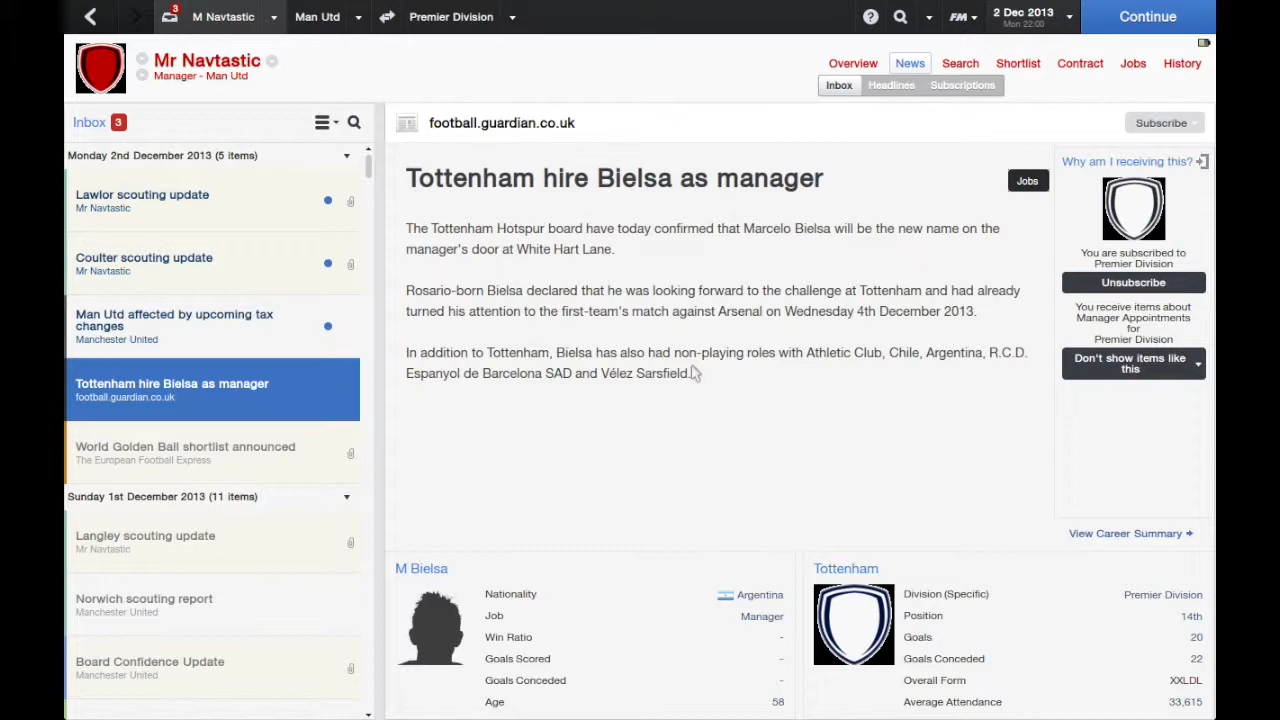 3
M Navtastic
Man Utd
Premier Division
?
FM
2 Dec 2013
Mon 22:00
Continue
Mr Navtastic
Manager - Man Utd
Overview
News
Search
Shortlist
Contract
Jobs
History
Inbox
Headlines
Subscriptions
Inbox 3
football.guardian.co.uk
Subscribe
Monday 2nd December 2013 (5 items)
Lawlor scouting update
Mr Navtastic
Coulter scouting update
Mr Navtastic
Man Utd affected by upcoming tax
changes
Manchester United
Tottenham hire Bielsa as manager
football.guardian.co.uk
World Golden Ball shortlist announced
The European Football Express
Sunday 1st December 2013 (11 items)
Langley scouting update
Mr Navtastic
Norwich scouting report
Manchester United
Board Confidence Update
Manchester United
Tottenham hire Bielsa as manager
Jobs
The Tottenham Hotspur board have today confirmed that Marcelo Bielsa will be the new name on the
manager's door at White Hart Lane.
Rosario-born Bielsa declared that he was looking forward to the challenge at Tottenham and had already
turned his attention to the first-team's match against Arsenal on Wednesday 4th December 2013.
In addition to Tottenham, Bielsa has also had non-playing roles with Athletic Club, Chile, Argentina, R.C.D.
Espanyol de Barcelona SAD and Vélez Sarsfield.
Why am I receiving this?
You are subscribed to
Premier Division
Unsubscribe
You receive items about
Manager Appointments
for
Premier Division
Don't show items like
this
View Career Summary
M Bielsa
Nationality Argentina
Job Manager
Win Ratio -
Goals Scored -
Goals Conceded -
Age 58
Tottenham
Division (Specific) Premier Division
Position 14th
Goals 20
Goals Conceded 22
Overall Form XXLDL
Average Attendance 33,615